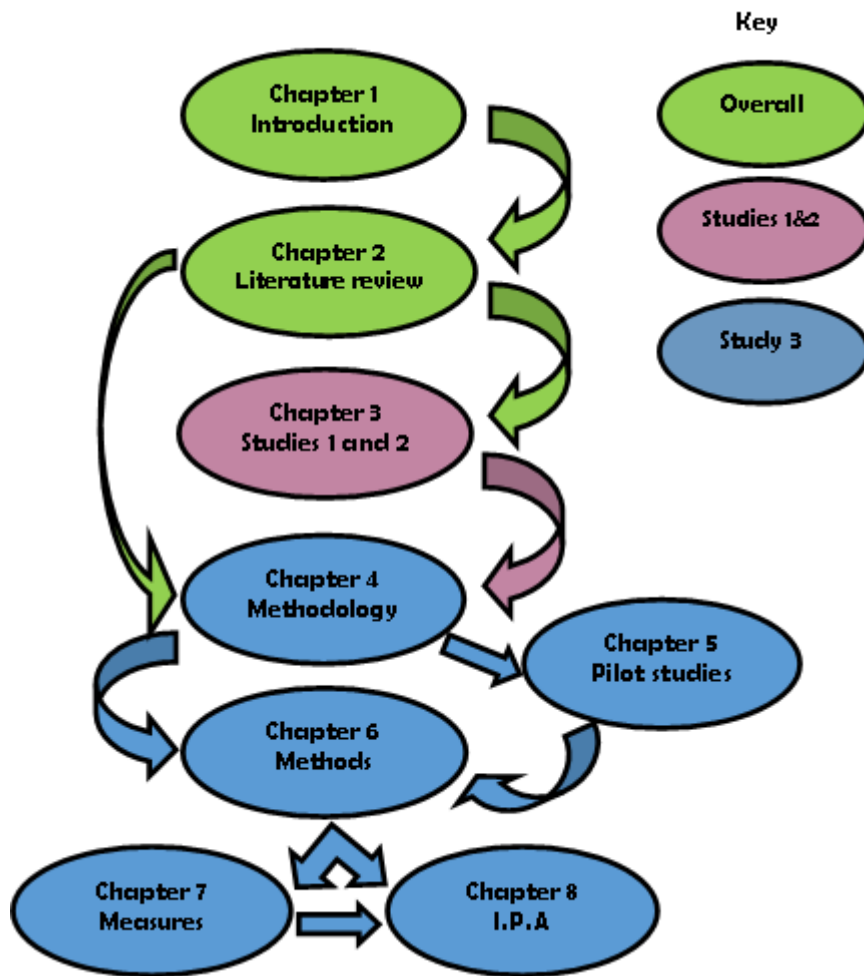 Key
Chapter 1
Introduction
Overall
Chapter 2
Literature review
Studies 1&2
Study 3
Chapter 3
Studies 1 and 2
Chapter 4
Methodology
Chapter 5
Pilot studies
Chapter 6
Methods
Chapter 7
Measures
Chapter 8
I.P.A